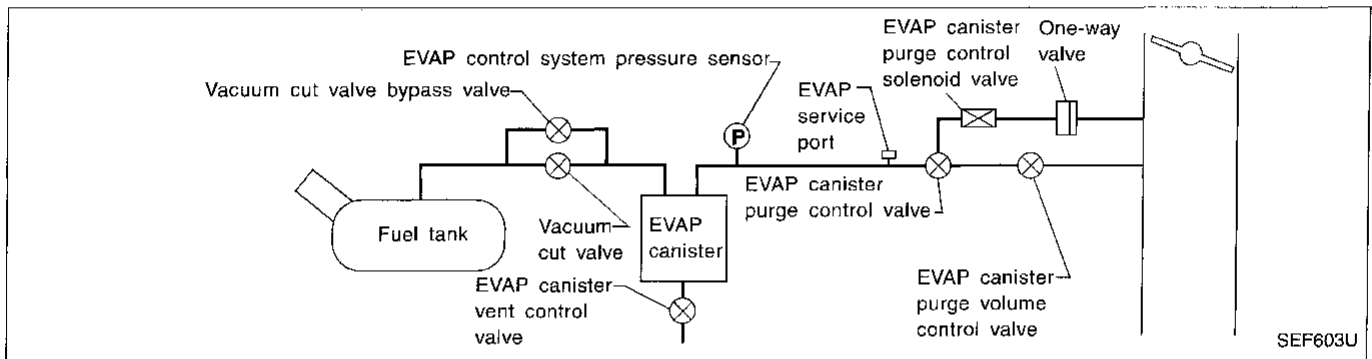 EVAP control system pressure sensor
Vacuum cut valve bypass valve
EVAP canister
purge control
solenoid valve
One-way
valve
EVAP
service
port
P
Fuel tank
Vacuum
cut valve
EVAP
canister
EVAP canister
purge control valve
EVAP canister
vent control
valve
EVAP canister
purge volume
control valve
SEF603U